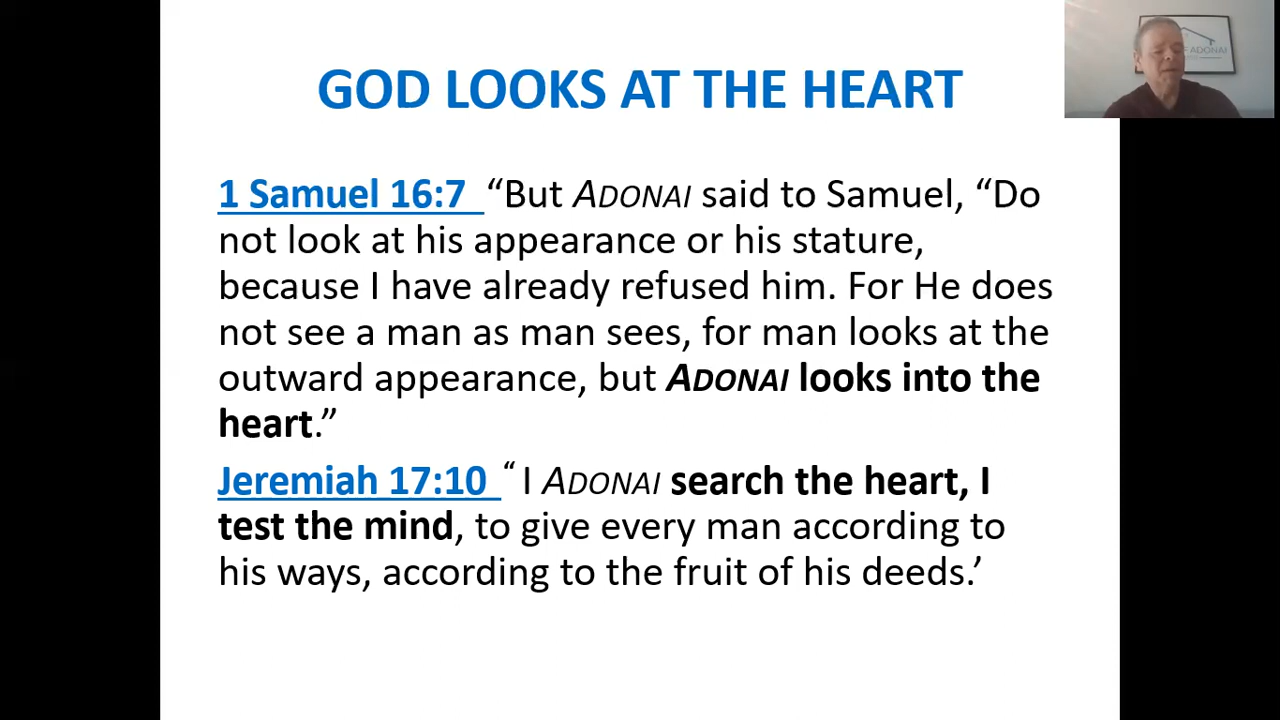 GOD LOOKS AT THE HEART
1 Samuel 16:7 “But ADONAI said to Samuel, “Do
not look at his appearance or his stature,
because I have already refused him. For He does
not see a man as man sees, for man looks at the
outward appearance, but ADONAI looks into the
heart.”
Jeremiah 17:10 “ I ADONAI search the heart, I
test the mind, to give every man according to
his ways, according to the fruit of his deeds.’
ADONAI